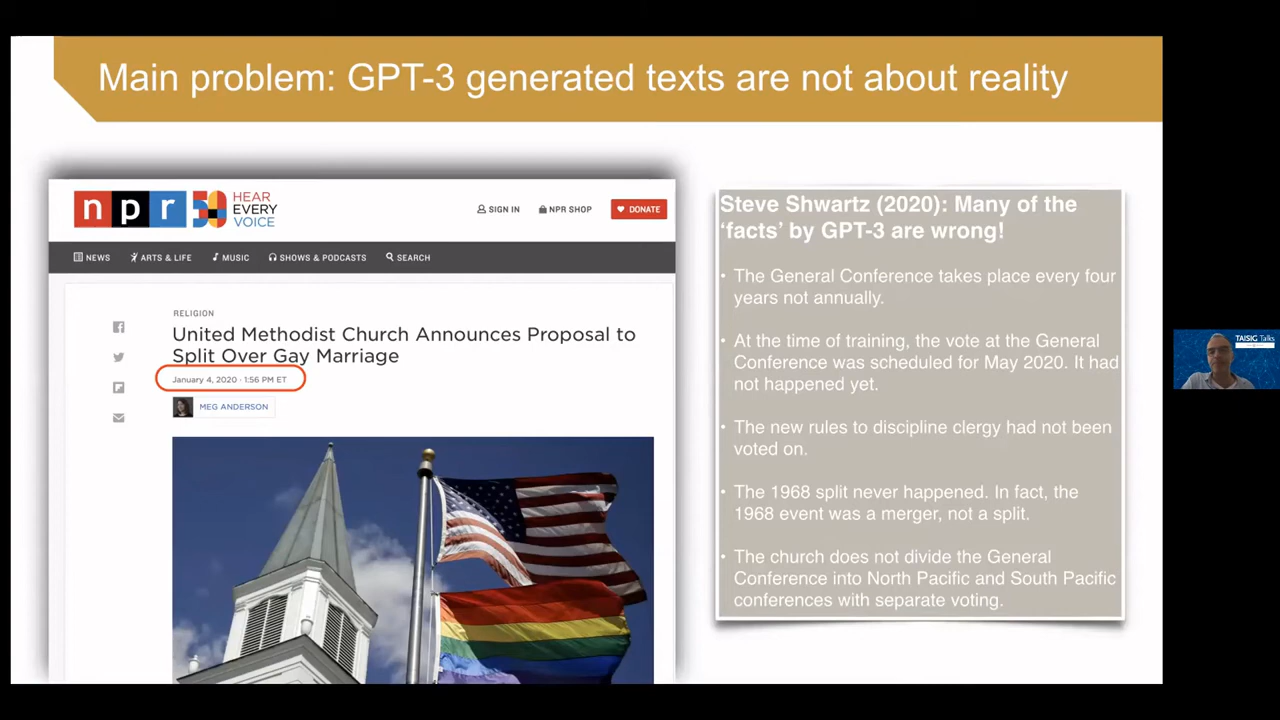 Main problem: GPT-3 generated texts are not about reality
npr 50 HEAR
EVERY
VOICE
SIGN IN
NPR SHOP
DONATE
NEWS
ARTS & LIFE
MUSIC
SHOWS & PODCASTS
SEARCH
RELIGION
United Methodist Church Announces Proposal to
Split Over Gay Marriage
January 4, 2020 · 1:56 PM ET
MEG ANDERSON
Steve Shwartz (2020): Many of the
‘facts’ by GPT-3 are wrong!
• The General Conference takes place every four
years not annually.
• At the time of training, the vote at the General
Conference was scheduled for May 2020. It had
not happened yet.
• The new rules to discipline clergy had not been
voted on.
• The 1968 split never happened. In fact, the
1968 event was a merger, not a split.
• The church does not divide the General
Conference into North Pacific and South Pacific
conferences with separate voting.
TAISIG Talks